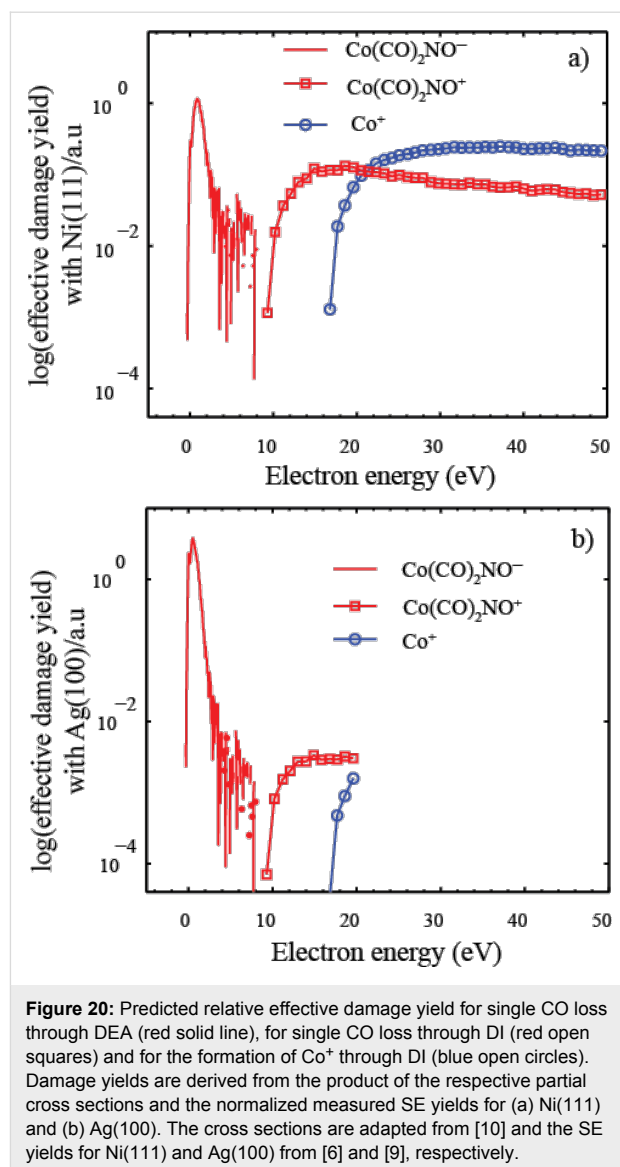 Co(CO)₂NO⁻
Co(CO)₂NO⁺
Co⁺
a)
log(effective damage yield)
with Ni(111)/a.u
10⁰
10⁻²
10⁻⁴
0 10 20 30 40 50
Electron energy (eV)
b)
Co(CO)₂NO⁻
Co(CO)₂NO⁺
Co⁺
log(effective damage yield)
with Ag(100)/a.u
10⁰
10⁻²
10⁻⁴
0 10 20 30 40 50
Electron energy (eV)
Figure 20: Predicted relative effective damage yield for single CO loss
through DEA (red solid line), for single CO loss through DI (red open
squares) and for the formation of Co⁺ through DI (blue open circles).
Damage yields are derived from the product of the respective partial
cross sections and the normalized measured SE yields for (a) Ni(111)
and (b) Ag(100). The cross sections are adapted from [10] and the SE
yields for Ni(111) and Ag(100) from [6] and [9], respectively.